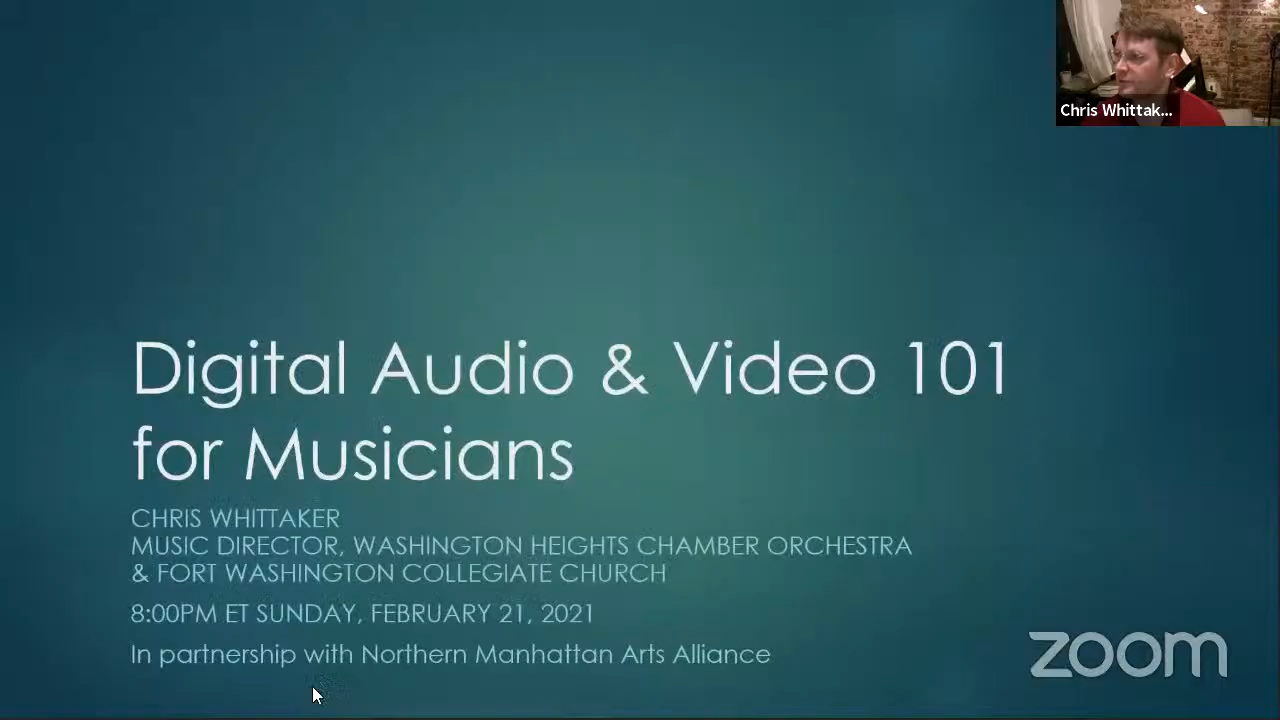 Chris Whittak...
Digital Audio & Video 101
for Musicians
CHRIS WHITTAKER
MUSIC DIRECTOR, WASHINGTON HEIGHTS CHAMBER ORCHESTRA
& FORT WASHINGTON COLLEGIATE CHURCH
8:00PM ET SUNDAY, FEBRUARY 21, 2021
In partnership with Northern Manhattan Arts Alliance
zoom